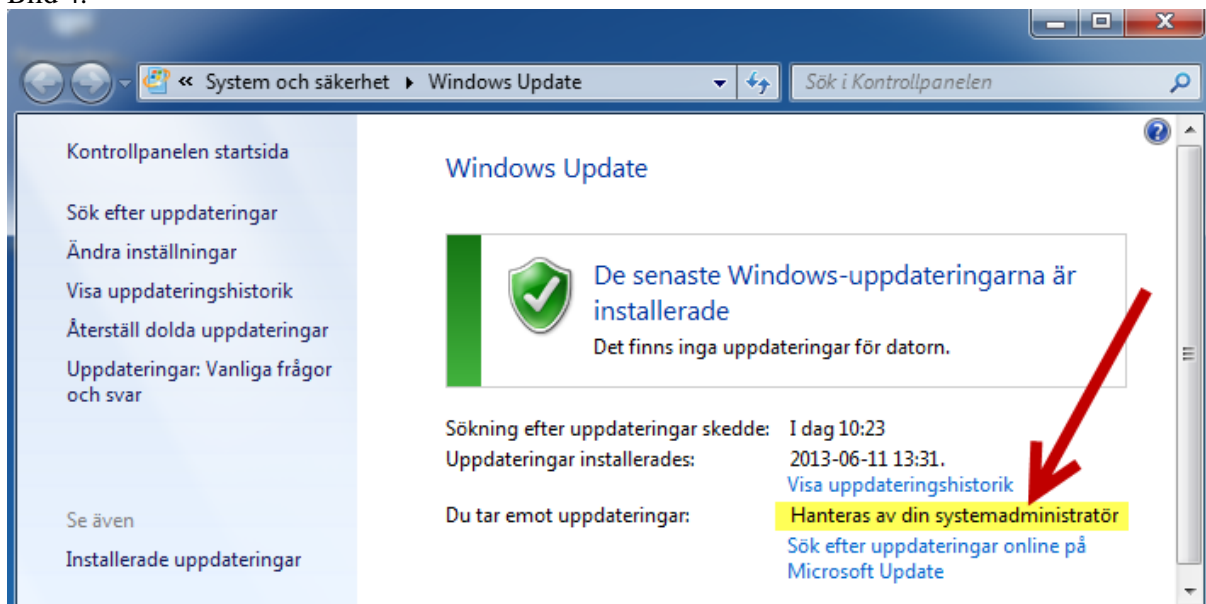 System och säkerhet
Windows Update
Sök i Kontrollpanelen
Kontrollpanelen startsida
Sök efter uppdateringar
Ändra inställningar
Visa uppdateringshistorik
Återställ dolda uppdateringar
Uppdateringar: Vanliga frågor
och svar
Se även
Installerade uppdateringar
Windows Update
De senaste Windows-uppdateringarna är
installerade
Det finns inga uppdateringar för datorn.
Sökning efter uppdateringar skedde: I dag 10:23
Uppdateringar installerades: 2013-06-11 13:31.
Visa uppdateringshistorik
Du tar emot uppdateringar: Hanteras av din systemadministratör
Sök efter uppdateringar online på
Microsoft Update